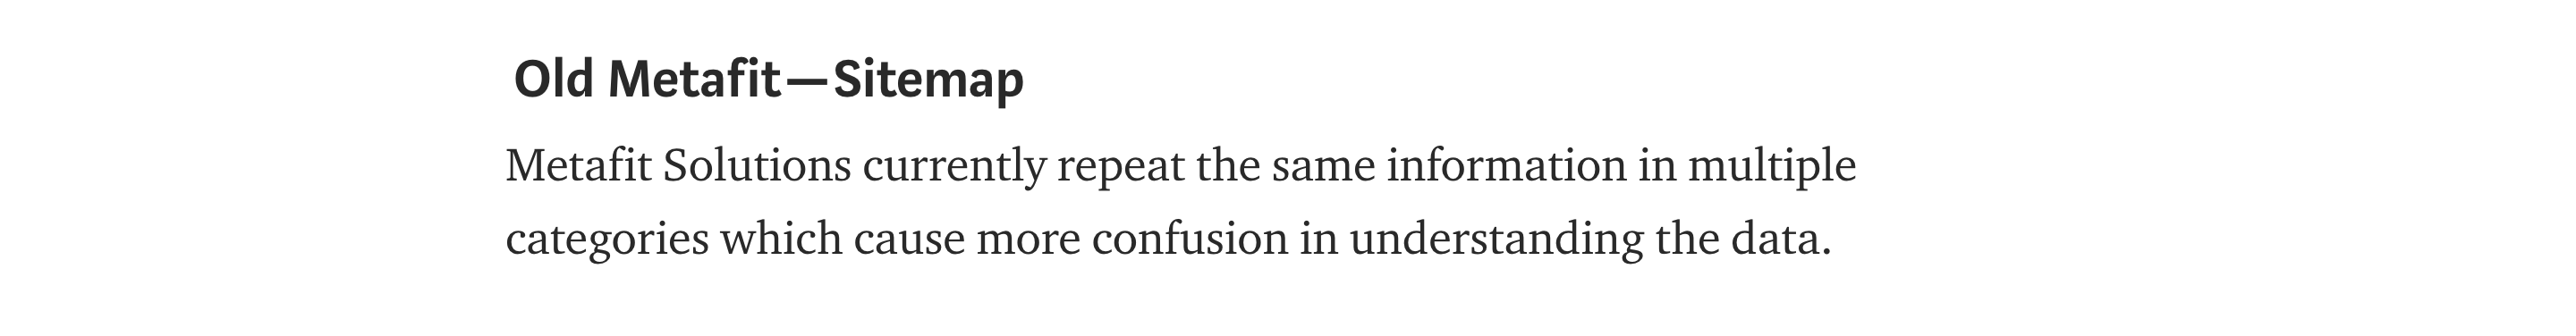 Old Metafit — Sitemap
Metafit Solutions currently repeat the same information in multiple
categories which cause more confusion in understanding the data.